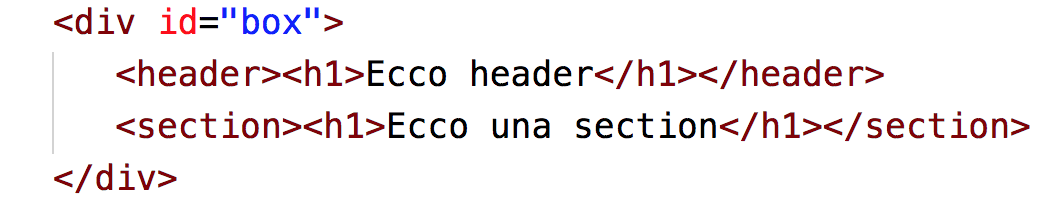 <div id="box">
<header><h1>Ecco header</h1></header>
<section><h1>Ecco una section</h1></section>
</div>